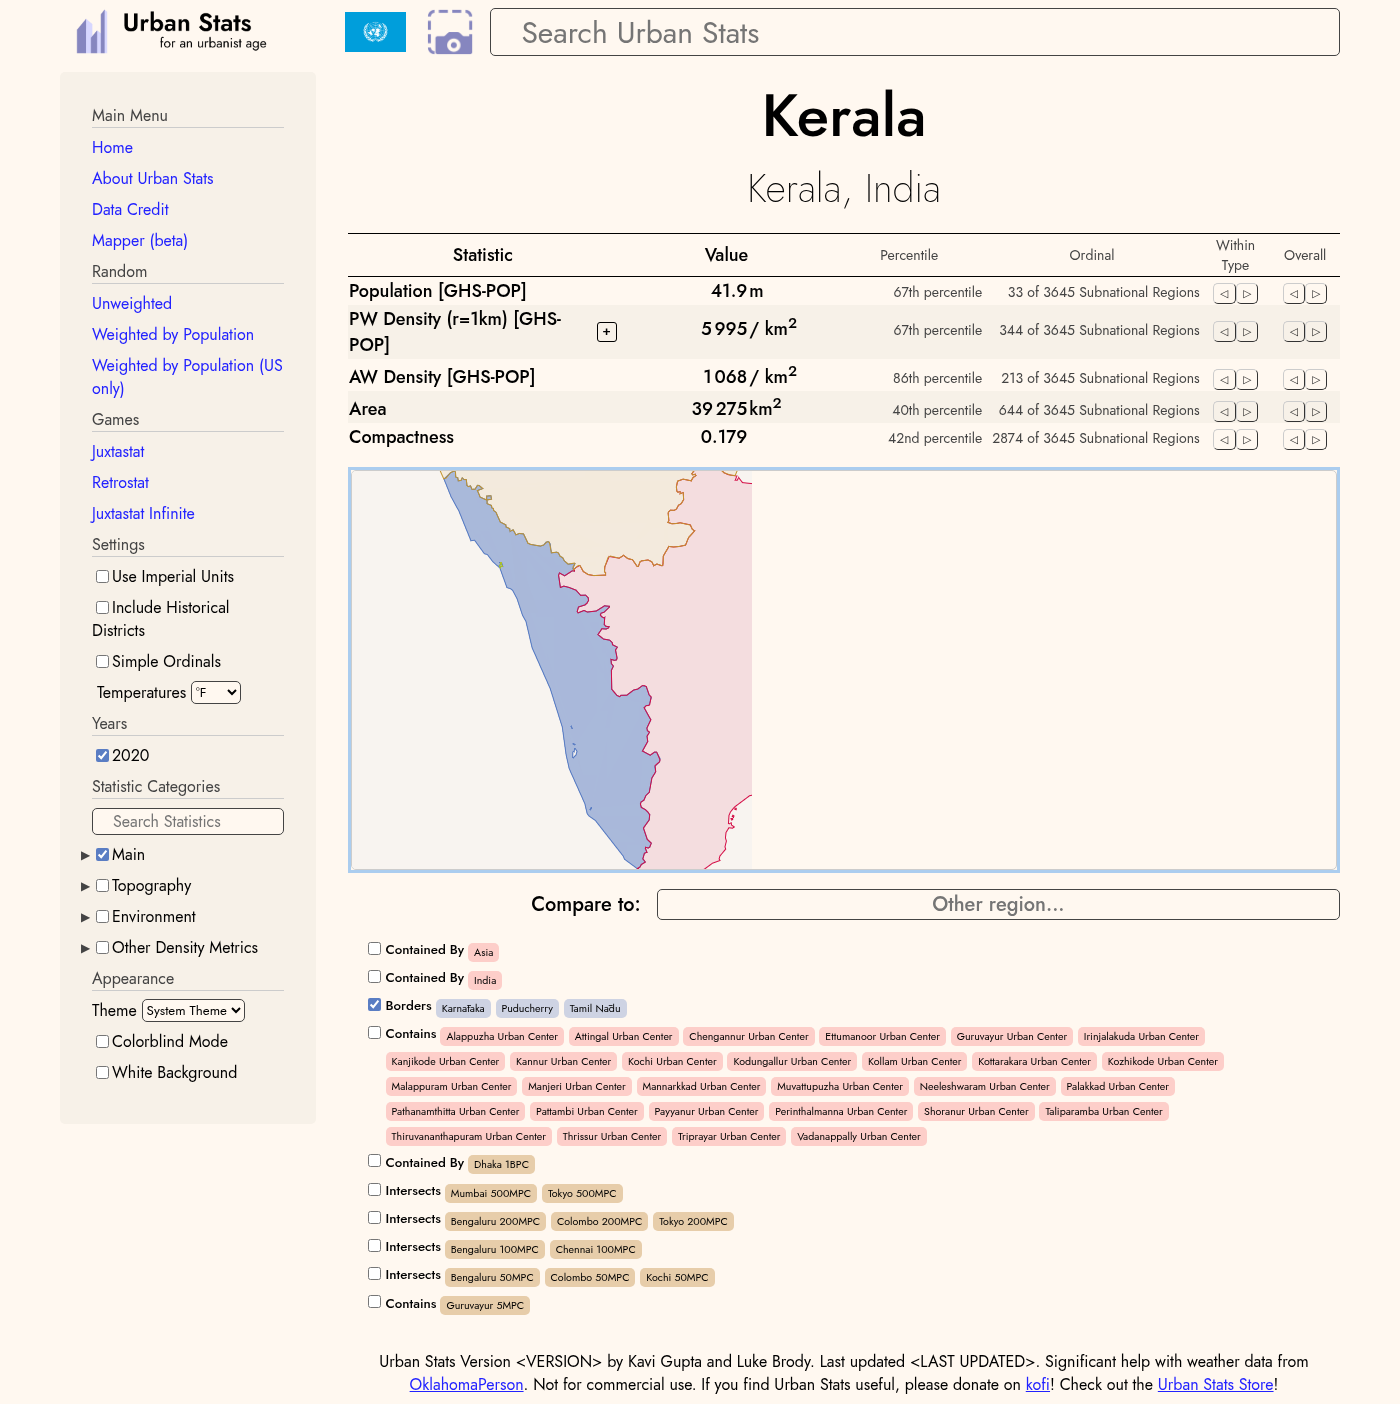 Urban Stats
for an urbanist age
Search Urban Stats
Main Menu
Home
About Urban Stats
Data Credit
Mapper (beta)
Random
Unweighted
Weighted by Population
Weighted by Population (US
only)
Games
Juxtastat
Retrostat
Juxtastat Infinite
Settings
Use Imperial Units
Include Historical
Districts
Simple Ordinals
Temperatures °F
Years
2020
Statistic Categories
Search Statistics
Main
Topography
Environment
Other Density Metrics
Appearance
Theme System Theme
Colorblind Mode
White Background
Kerala
Kerala, India
Statistic Value Percentile Ordinal Within Type Overall
Population [GHS-POP] 41.9 m 67th percentile 33 of 3645 Subnational Regions
PW Density (r=1km) [GHS-
POP] + 5 995 / km² 67th percentile 344 of 3645 Subnational Regions
AW Density [GHS-POP] 1 068 / km² 86th percentile 213 of 3645 Subnational Regions
Area 39 275 km² 40th percentile 644 of 3645 Subnational Regions
Compactness 0.179 42nd percentile 2874 of 3645 Subnational Regions
Compare to: Other region...
Contained By Asia
Contained By India
Borders Karnātaka Puducherry Tamil Nādu
Contains Alappuzha Urban Center Attingal Urban Center Chengannur Urban Center Ettumanoor Urban Center Guruvayur Urban Center Irinjalakuda Urban Center
Kanjikode Urban Center Kannur Urban Center Kochi Urban Center Kodungallur Urban Center Kollam Urban Center Kottarakara Urban Center Kozhikode Urban Center
Malappuram Urban Center Manjeri Urban Center Mannarkkad Urban Center Muvattupuzha Urban Center Neeleshwaram Urban Center Palakkad Urban Center
Pathanamthitta Urban Center Pattambi Urban Center Payyanur Urban Center Perinthalmanna Urban Center Shoranur Urban Center Taliparamba Urban Center
Thiruvananthapuram Urban Center Thrissur Urban Center Triprayar Urban Center Vadanappally Urban Center
Contained By Dhaka 1BPC
Intersects Mumbai 500MPC Tokyo 500MPC
Intersects Bengaluru 200MPC Colombo 200MPC Tokyo 200MPC
Intersects Bengaluru 100MPC Chennai 100MPC
Intersects Bengaluru 50MPC Colombo 50MPC Kochi 50MPC
Contains Guruvayur 5MPC
Urban Stats Version <VERSION> by Kavi Gupta and Luke Brody. Last updated <LAST UPDATED>. Significant help with weather data from
OklahomaPerson. Not for commercial use. If you find Urban Stats useful, please donate on kofi! Check out the Urban Stats Store!